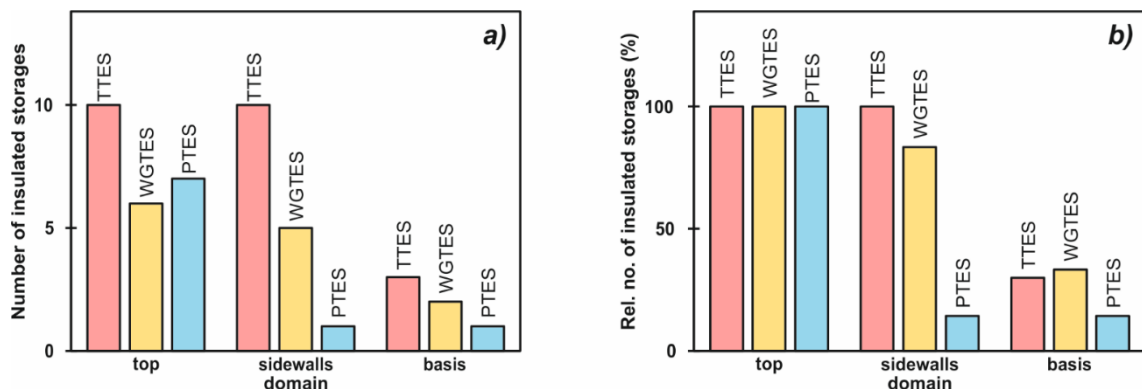 a)
Number of insulated storages
10
5
0
TTES
WGTES
PTES
TTES
WGTES
PTES
TTES
WGTES
PTES
top
sidewalls
basis
domain
b)
Rel. no. of insulated storages (%)
100
50
0
TTES
WGTES
PTES
TTES
WGTES
PTES
TTES
WGTES
PTES
top
sidewalls
basis
domain